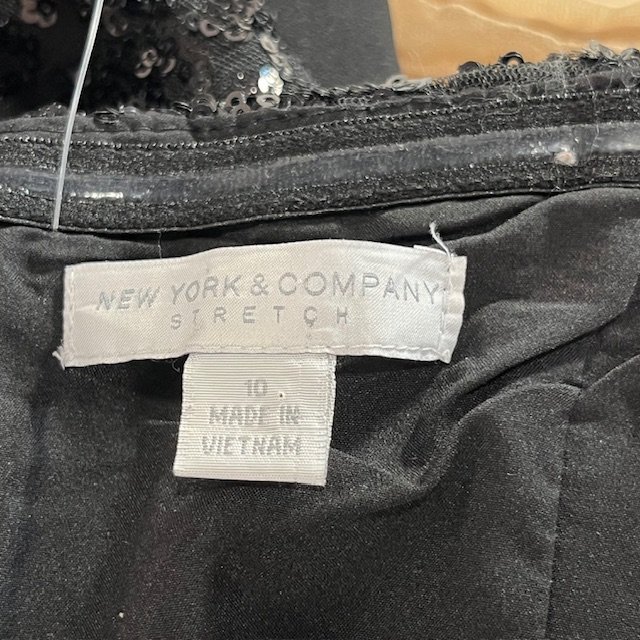 NEW YORK & COMPANY
STRETCH
10
MADE IN
VIETNAM